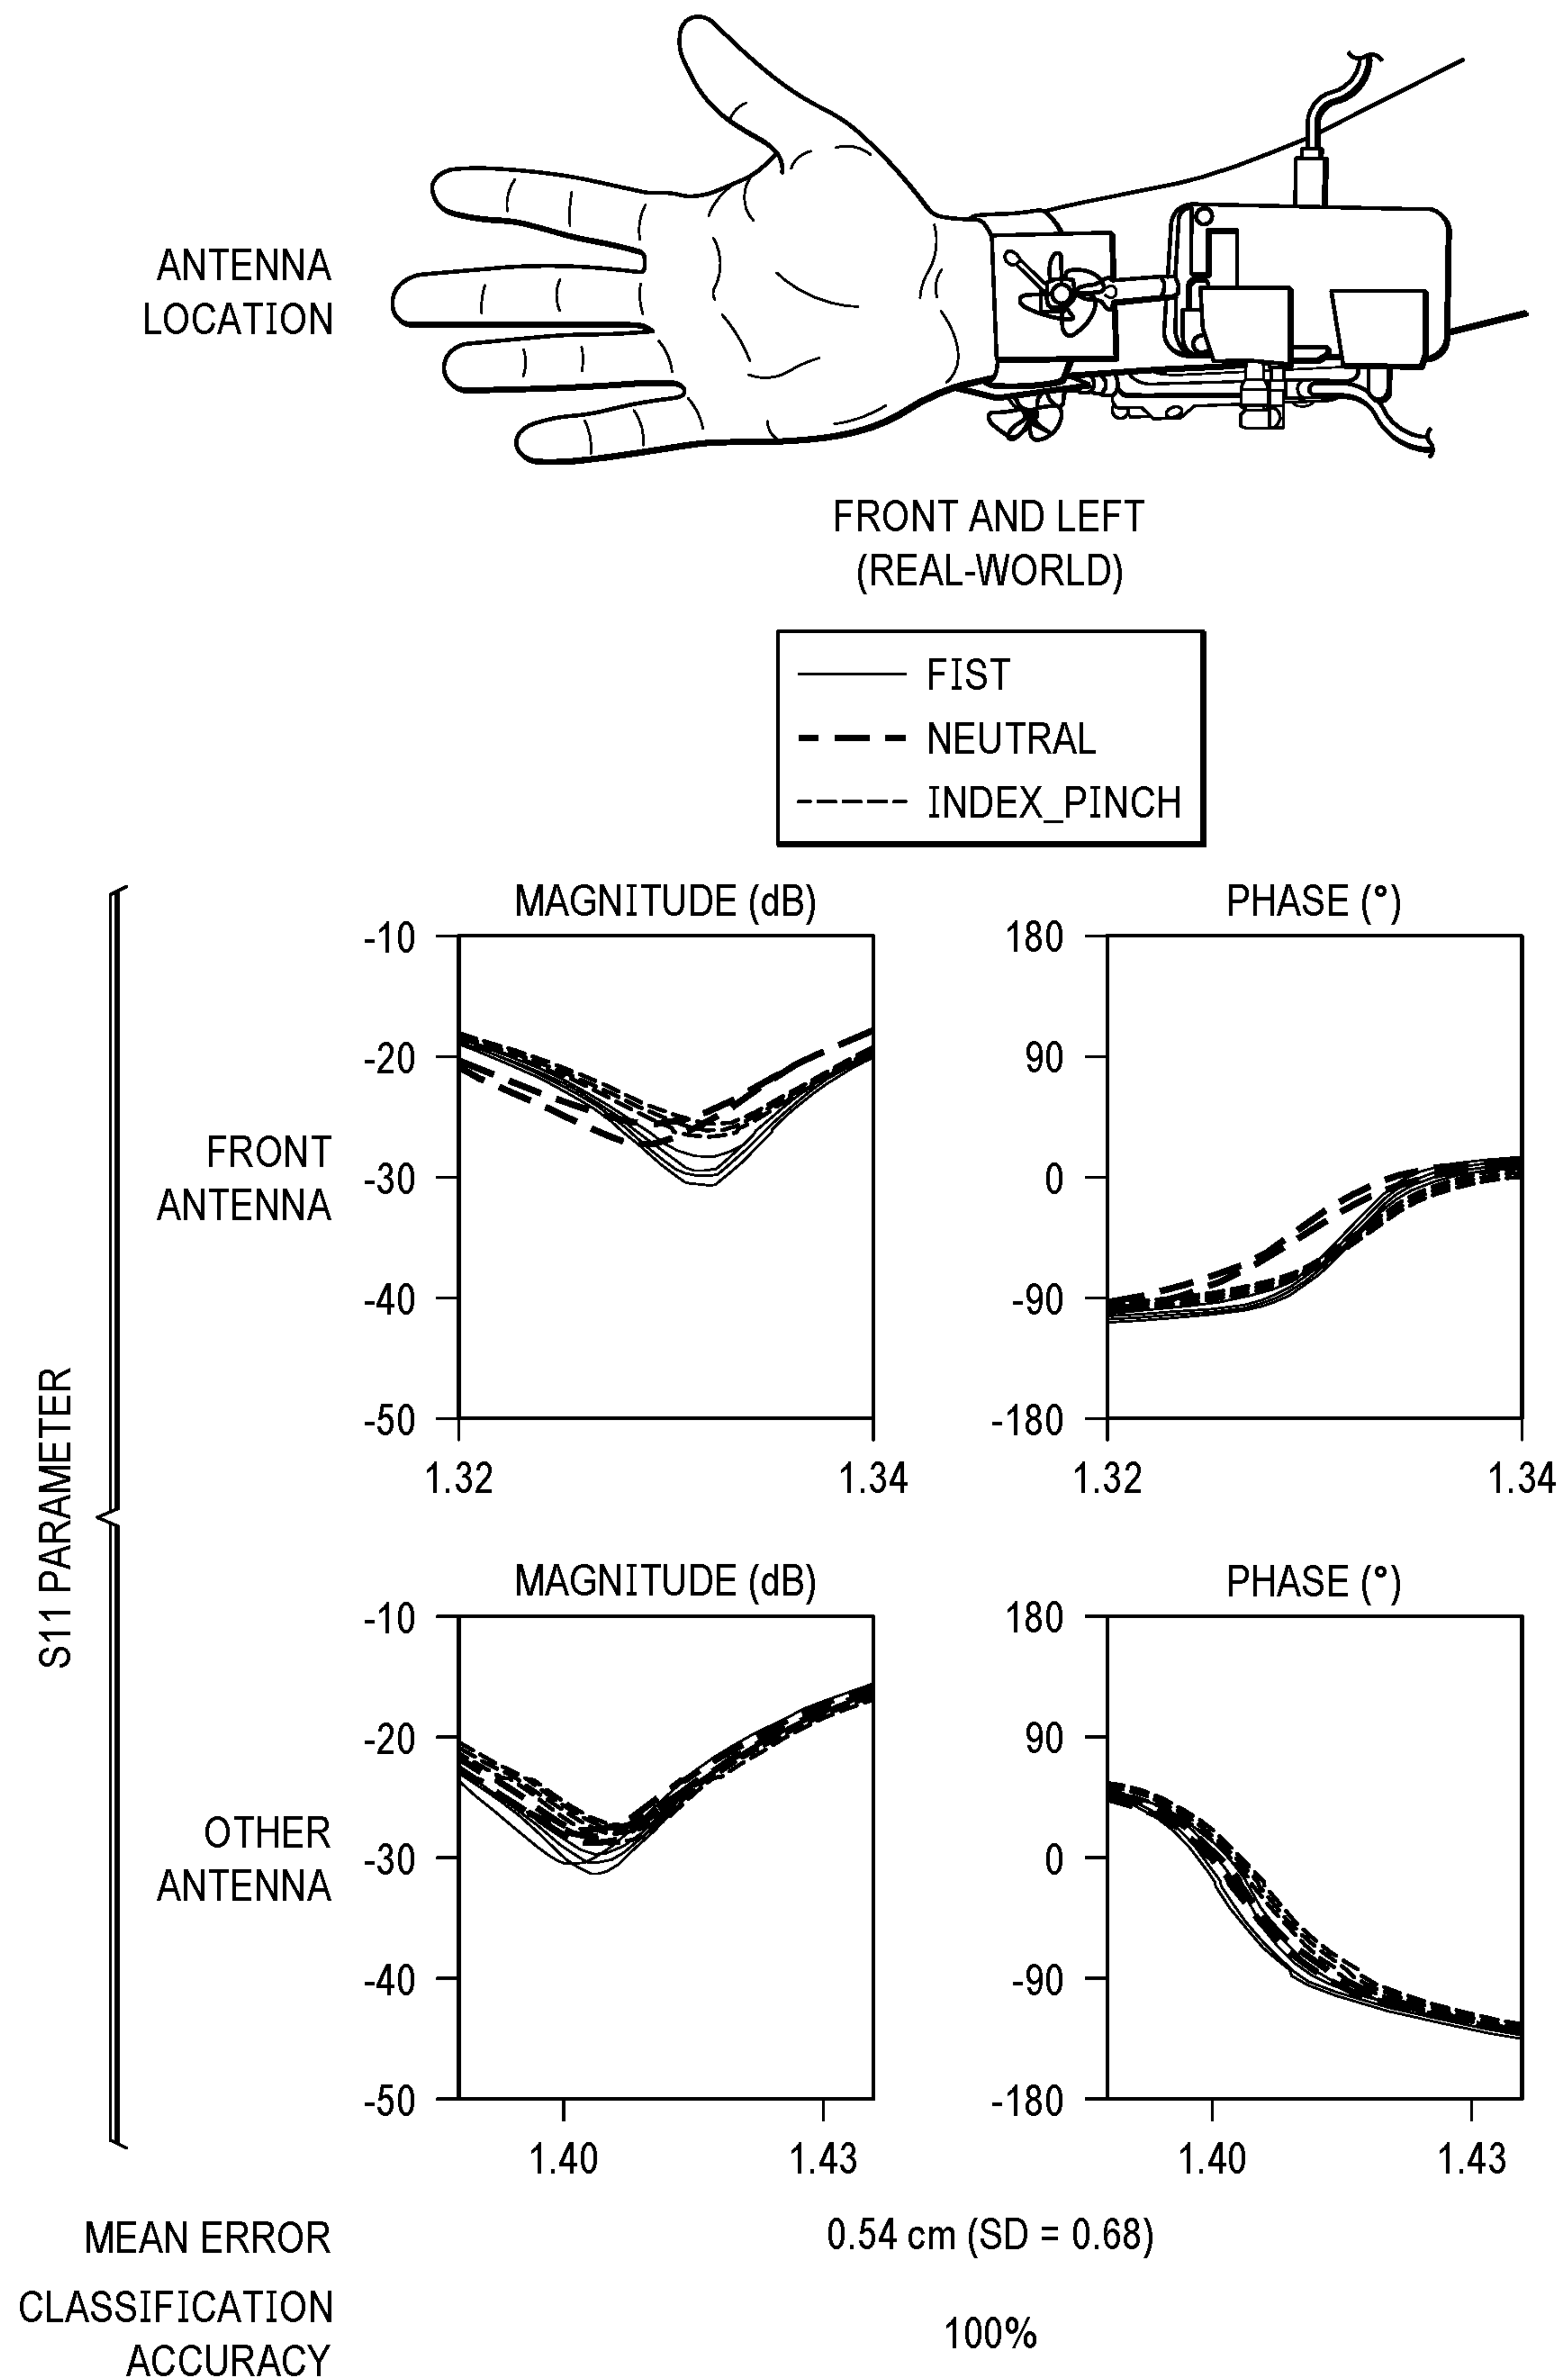 ANTENNA
LOCATION
FRONT AND LEFT
(REAL-WORLD)
FIST
NEUTRAL
INDEX_PINCH
S11 PARAMETER
FRONT
ANTENNA
MAGNITUDE (dB)
-10
-20
-30
-40
-50
1.32
1.34
PHASE (°)
180
90
0
-90
-180
1.32
1.34
OTHER
ANTENNA
MAGNITUDE (dB)
-10
-20
-30
-40
-50
1.40
1.43
PHASE (°)
180
90
0
-90
-180
1.40
1.43
MEAN ERROR
0.54 cm (SD = 0.68)
CLASSIFICATION
ACCURACY
100%